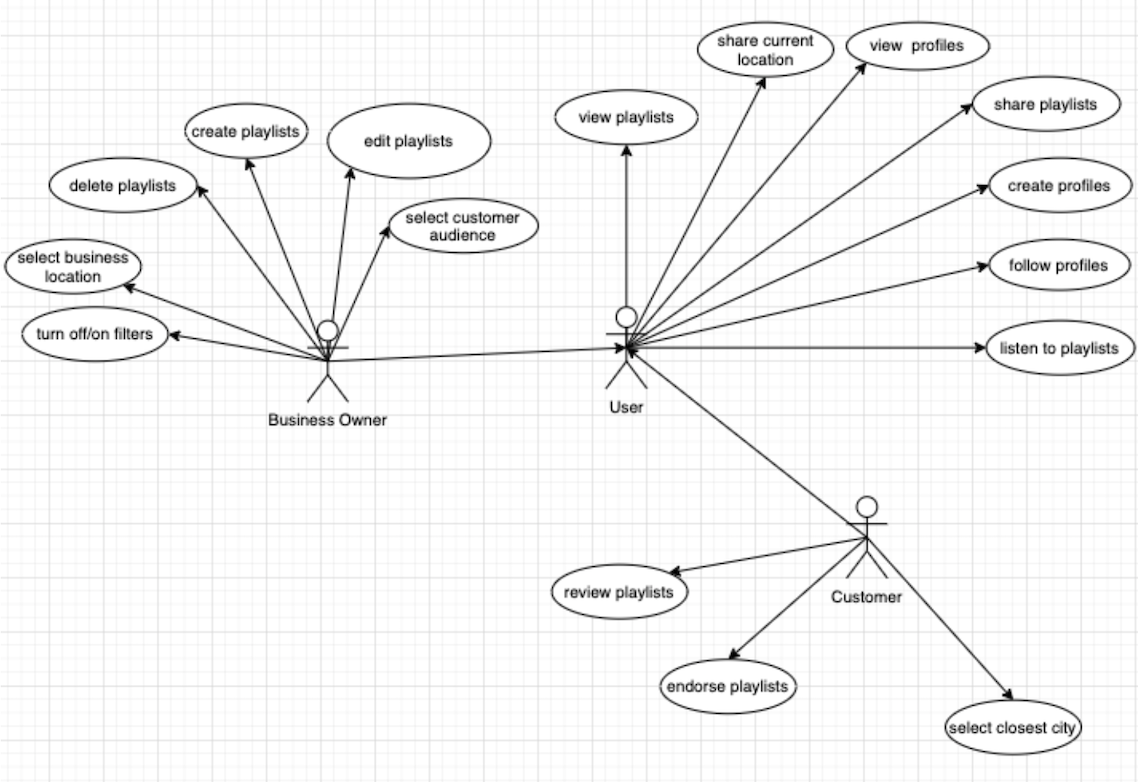 share current
location
view  profiles
view playlists
share playlists
create playlists
edit playlists
delete playlists
create profiles
select customer
audience
select business
location
follow profiles
turn off/on filters
listen to playlists
Business Owner
User
review playlists
Customer
endorse playlists
select closest city